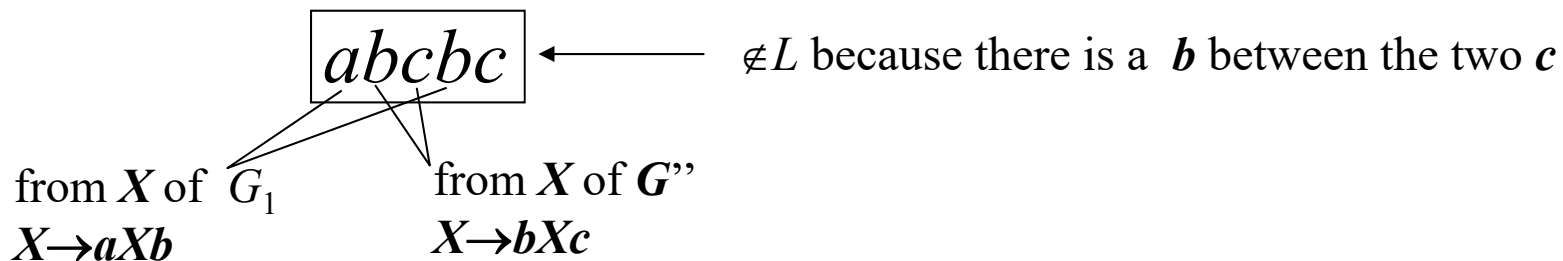 abcbc
∉L because there is a b between the two c
from X of G₁
X→aXb
from X of G’’
X→bXc